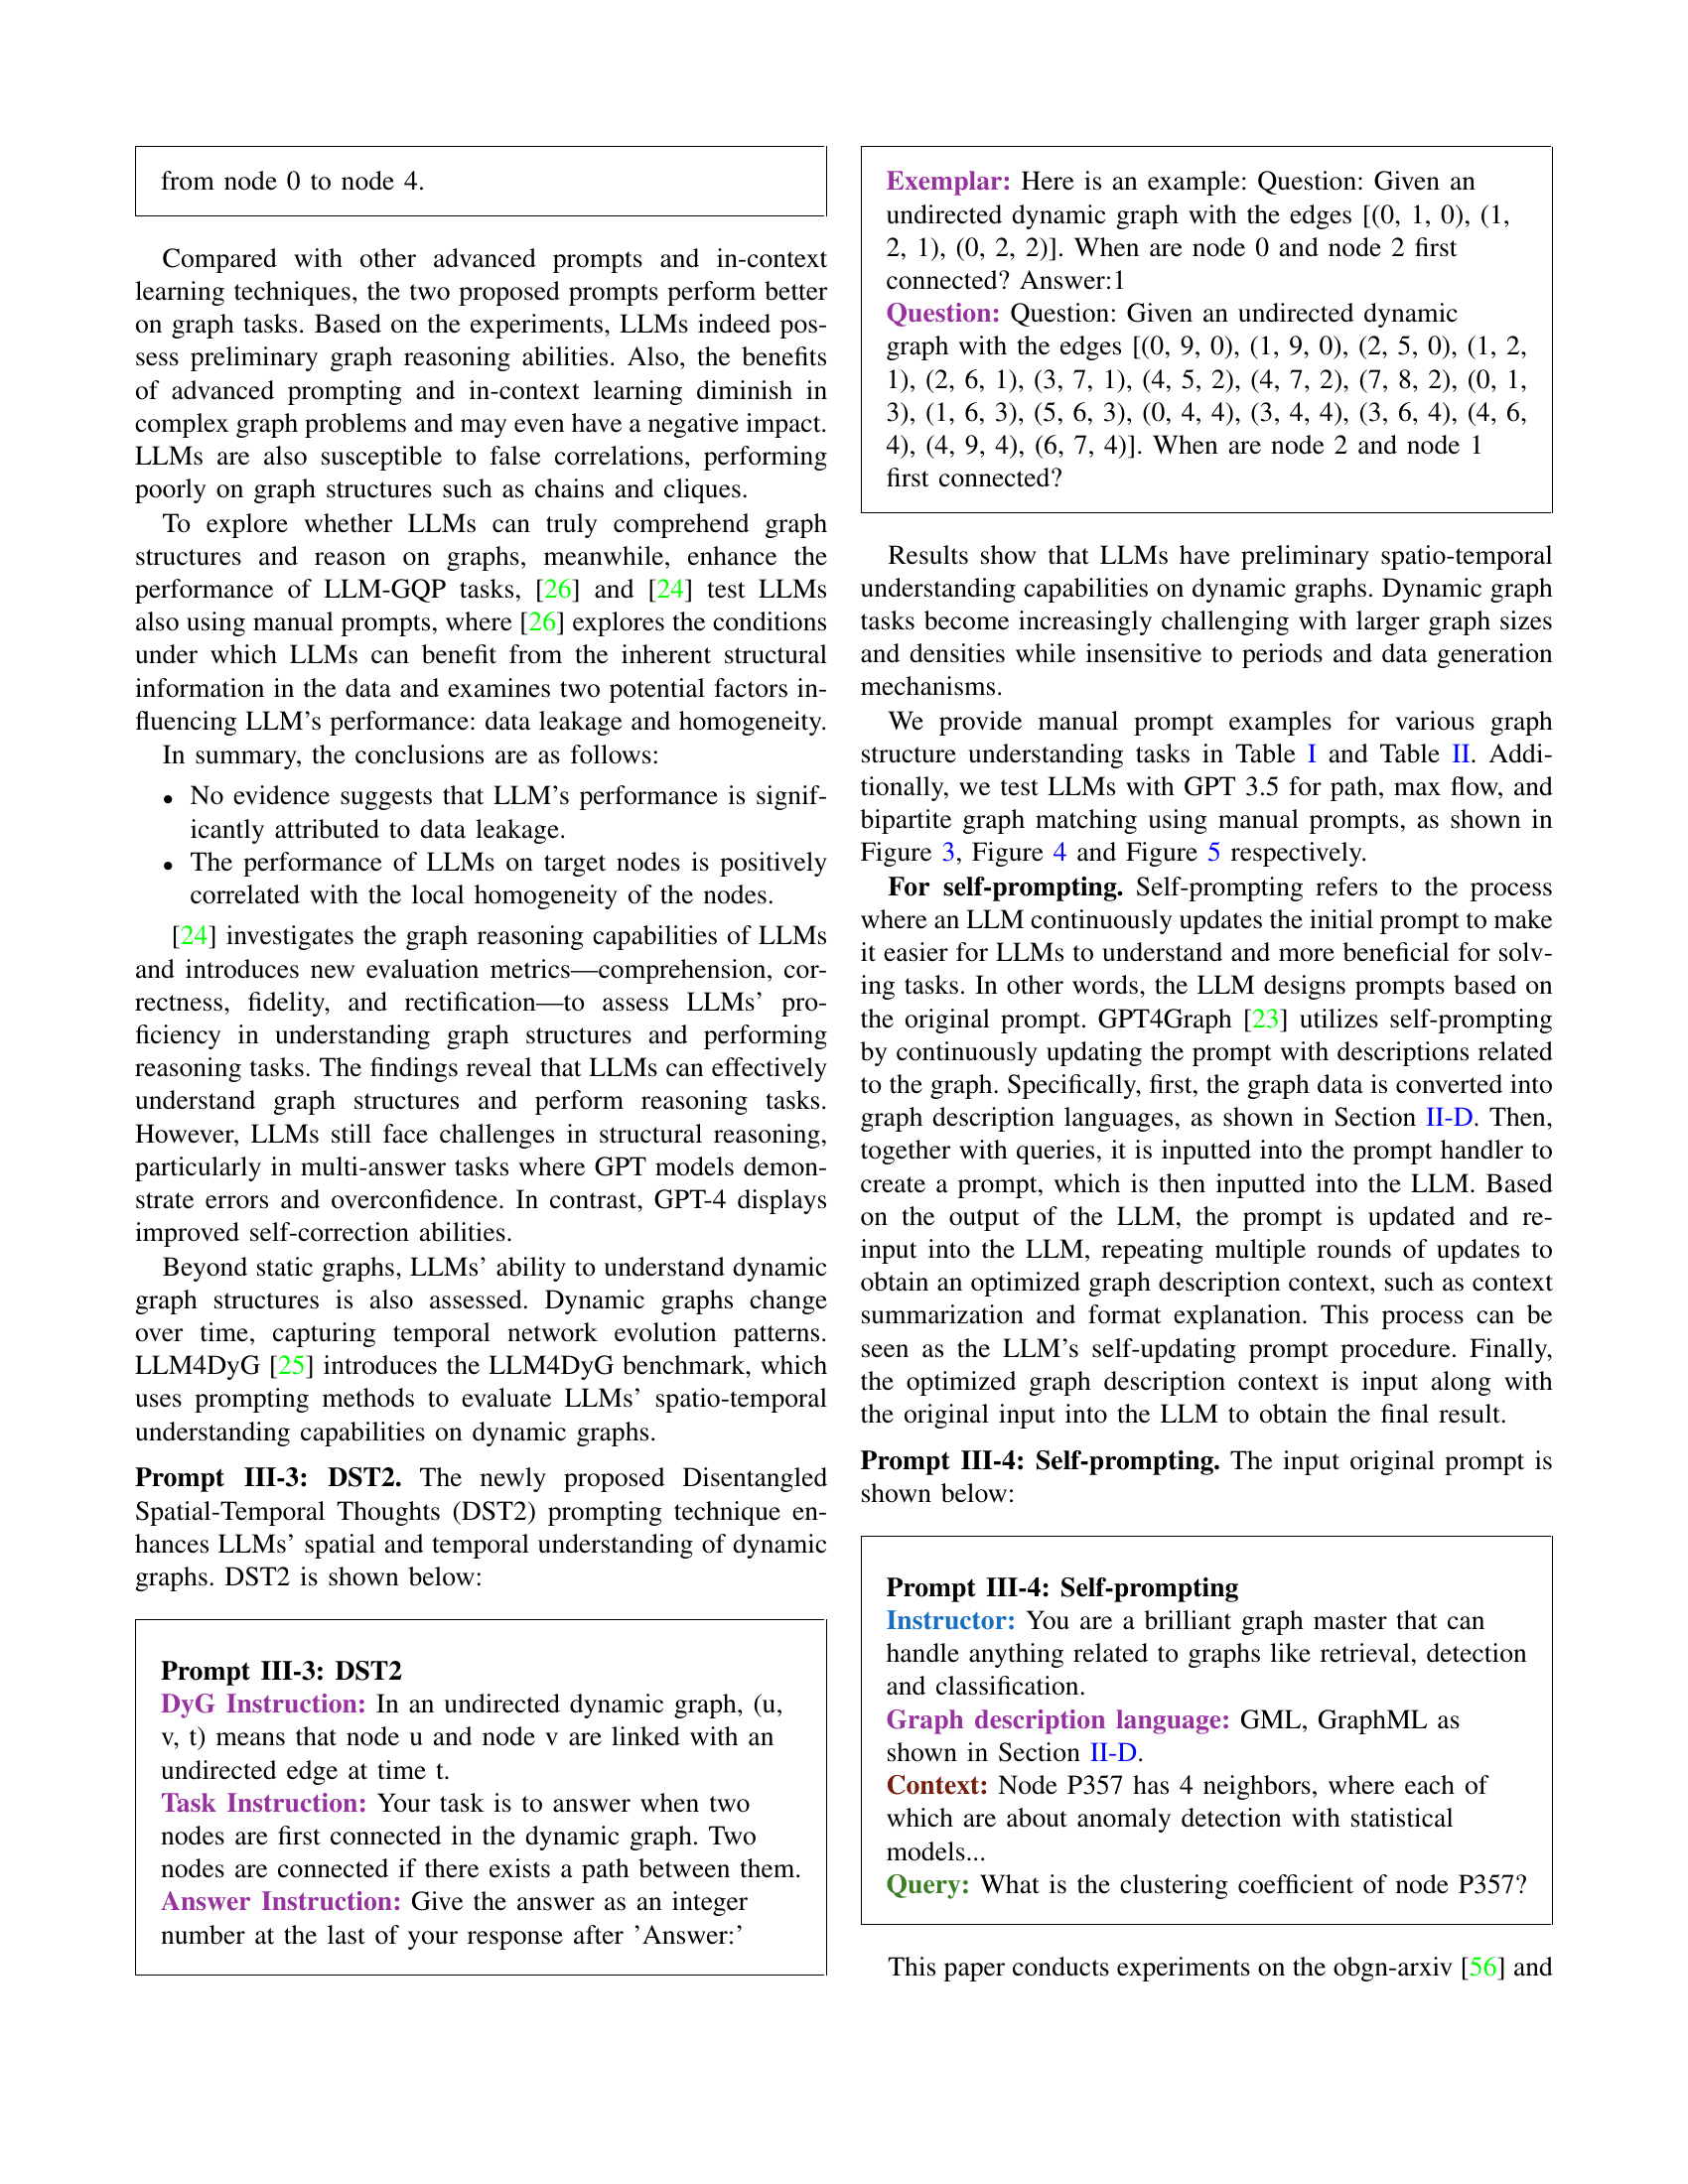 from node 0 to node 4.
Compared with other advanced prompts and in-context
learning techniques, the two proposed prompts perform better
on graph tasks. Based on the experiments, LLMs indeed pos-
sess preliminary graph reasoning abilities. Also, the benefits
of advanced prompting and in-context learning diminish in
complex graph problems and may even have a negative impact.
LLMs are also susceptible to false correlations, performing
poorly on graph structures such as chains and cliques.
To explore whether LLMs can truly comprehend graph
structures and reason on graphs, meanwhile, enhance the
performance of LLM-GQP tasks, [26] and [24] test LLMs
also using manual prompts, where [26] explores the conditions
under which LLMs can benefit from the inherent structural
information in the data and examines two potential factors in-
fluencing LLM's performance: data leakage and homogeneity.
In summary, the conclusions are as follows:
• No evidence suggests that LLM's performance is signif-
icantly attributed to data leakage.
• The performance of LLMs on target nodes is positively
correlated with the local homogeneity of the nodes.
[24] investigates the graph reasoning capabilities of LLMs
and introduces new evaluation metrics—comprehension, cor-
rectness, fidelity, and rectification—to assess LLMs' pro-
ficiency in understanding graph structures and performing
reasoning tasks. The findings reveal that LLMs can effectively
understand graph structures and perform reasoning tasks.
However, LLMs still face challenges in structural reasoning,
particularly in multi-answer tasks where GPT models demon-
strate errors and overconfidence. In contrast, GPT-4 displays
improved self-correction abilities.
Beyond static graphs, LLMs' ability to understand dynamic
graph structures is also assessed. Dynamic graphs change
over time, capturing temporal network evolution patterns.
LLM4DyG [25] introduces the LLM4DyG benchmark, which
uses prompting methods to evaluate LLMs' spatio-temporal
understanding capabilities on dynamic graphs.
Prompt III-3: DST2. The newly proposed Disentangled
Spatial-Temporal Thoughts (DST2) prompting technique en-
hances LLMs' spatial and temporal understanding of dynamic
graphs. DST2 is shown below:
Prompt III-3: DST2
DyG Instruction: In an undirected dynamic graph, (u,
v, t) means that node u and node v are linked with an
undirected edge at time t.
Task Instruction: Your task is to answer when two
nodes are first connected in the dynamic graph. Two
nodes are connected if there exists a path between them.
Answer Instruction: Give the answer as an integer
number at the last of your response after 'Answer:'
Exemplar: Here is an example: Question: Given an
undirected dynamic graph with the edges [(0, 1, 0), (1,
2, 1), (0, 2, 2)]. When are node 0 and node 2 first
connected? Answer:1
Question: Question: Given an undirected dynamic
graph with the edges [(0, 9, 0), (1, 9, 0), (2, 5, 0), (1, 2,
1), (2, 6, 1), (3, 7, 1), (4, 5, 2), (4, 7, 2), (7, 8, 2), (0, 1,
3), (1, 6, 3), (5, 6, 3), (0, 4, 4), (3, 4, 4), (3, 6, 4), (4, 6,
4), (4, 9, 4), (6, 7, 4)]. When are node 2 and node 1
first connected?
Results show that LLMs have preliminary spatio-temporal
understanding capabilities on dynamic graphs. Dynamic graph
tasks become increasingly challenging with larger graph sizes
and densities while insensitive to periods and data generation
mechanisms.
We provide manual prompt examples for various graph
structure understanding tasks in Table I and Table II. Addi-
tionally, we test LLMs with GPT 3.5 for path, max flow, and
bipartite graph matching using manual prompts, as shown in
Figure 3, Figure 4 and Figure 5 respectively.
For self-prompting. Self-prompting refers to the process
where an LLM continuously updates the initial prompt to make
it easier for LLMs to understand and more beneficial for solv-
ing tasks. In other words, the LLM designs prompts based on
the original prompt. GPT4Graph [23] utilizes self-prompting
by continuously updating the prompt with descriptions related
to the graph. Specifically, first, the graph data is converted into
graph description languages, as shown in Section II-D. Then,
together with queries, it is inputted into the prompt handler to
create a prompt, which is then inputted into the LLM. Based
on the output of the LLM, the prompt is updated and re-
input into the LLM, repeating multiple rounds of updates to
obtain an optimized graph description context, such as context
summarization and format explanation. This process can be
seen as the LLM's self-updating prompt procedure. Finally,
the optimized graph description context is input along with
the original input into the LLM to obtain the final result.
Prompt III-4: Self-prompting. The input original prompt is
shown below:
Prompt III-4: Self-prompting
Instructor: You are a brilliant graph master that can
handle anything related to graphs like retrieval, detection
and classification.
Graph description language: GML, GraphML as
shown in Section II-D.
Context: Node P357 has 4 neighbors, where each of
which are about anomaly detection with statistical
models...
Query: What is the clustering coefficient of node P357?
This paper conducts experiments on the obgn-arxiv [56] and